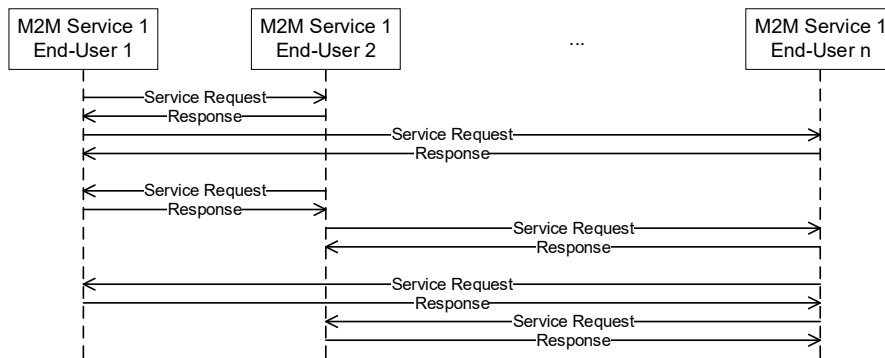 M2M Service 1
End-User 1
M2M Service 1
End-User 2
...
M2M Service 1
End-User n
Service Request
Response
Service Request
Response
Service Request
Response
Service Request
Response
Service Request
Response
Service Request
Response